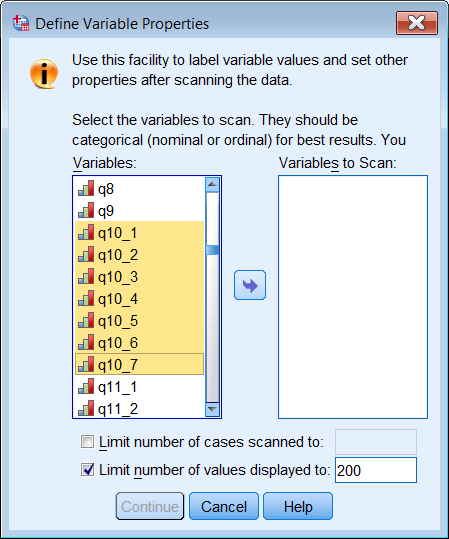 Define Variable Properties
Use this facility to label variable values and set other
properties after scanning the data.
Select the variables to scan. They should be
categorical (nominal or ordinal) for best results. You
Variables:
Variables to Scan:
q8
q9
q10_1
q10_2
q10_3
q10_4
q10_5
q10_6
q10_7
q11_1
q11_2
Limit number of cases scanned to:
Limit number of values displayed to: 200
Continue Cancel Help